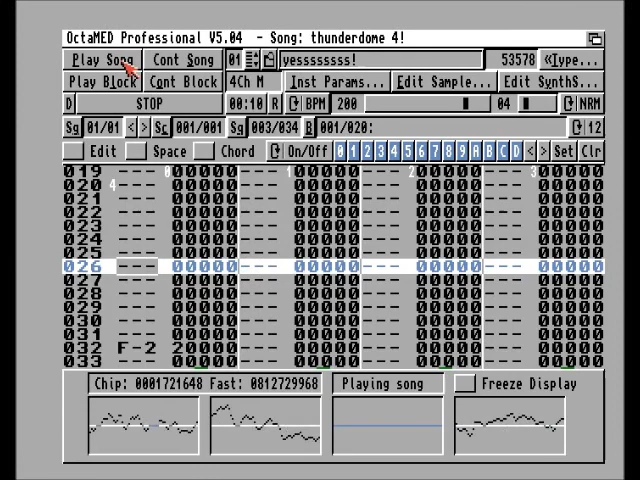 OctaMED Professional V5.04 - Song: thunderdome 4!
Play Song Cont Song 01 yessssssss! 53578 «Type...
Play Block Cont Block 4Ch M Inst Params... Edit Sample... Edit SynthS...
D STOP 00:10 R BPM 200 04 NRM
Sg 01/01 < > Sc 001/001 Sq 003/034 B 001/020: 12
Edit Space Chord On/Off 0 1 2 3 4 5 6 7 8 9 A B C D < > Set Clr
019 --- 0 00000 --- 1 00000 --- 2 00000 --- 3 00000
020 4 --- 00000 --- 00000 --- 00000 --- 00000
021 --- 00000 --- 00000 --- 00000 --- 00000
022 --- 00000 --- 00000 --- 00000 --- 00000
023 --- 00000 --- 00000 --- 00000 --- 00000
024 --- 00000 --- 00000 --- 00000 --- 00000
025 --- 00000 --- 00000 --- 00000 --- 00000
026 --- 00000 --- 00000 --- 00000 --- 00000
027 --- 00000 --- 00000 --- 00000 --- 00000
028 --- 00000 --- 00000 --- 00000 --- 00000
029 --- 00000 --- 00000 --- 00000 --- 00000
030 --- 00000 --- 00000 --- 00000 --- 00000
031 --- 00000 --- 00000 --- 00000 --- 00000
032 F-2 20000 --- 00000 --- 00000 --- 00000
033 --- 00000 --- 00000 --- 00000 --- 00000
Chip: 0001721648 Fast: 0812729968 Playing song Freeze Display